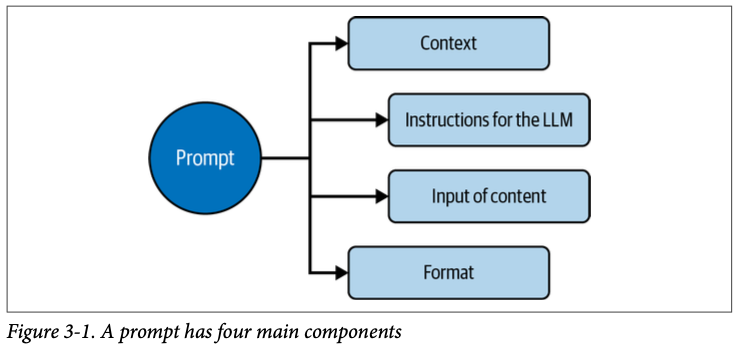 Prompt
Context
Instructions for the LLM
Input of content
Format
Figure 3-1. A prompt has four main components